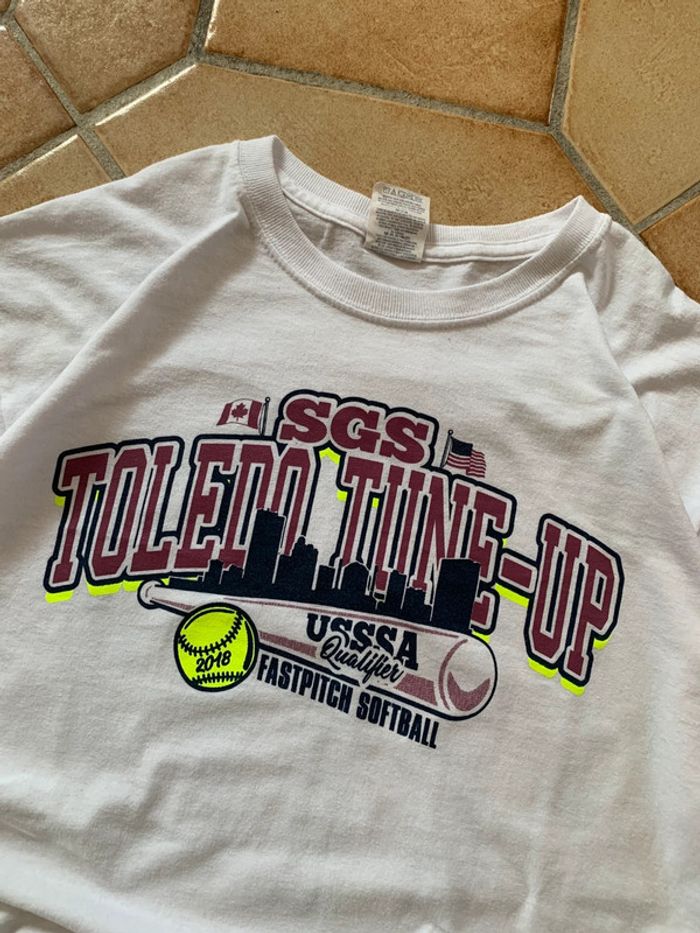 SGS
TOLEDO TUNE-UP
USSSA
Qualifier
2018
FASTPITCH SOFTBALL